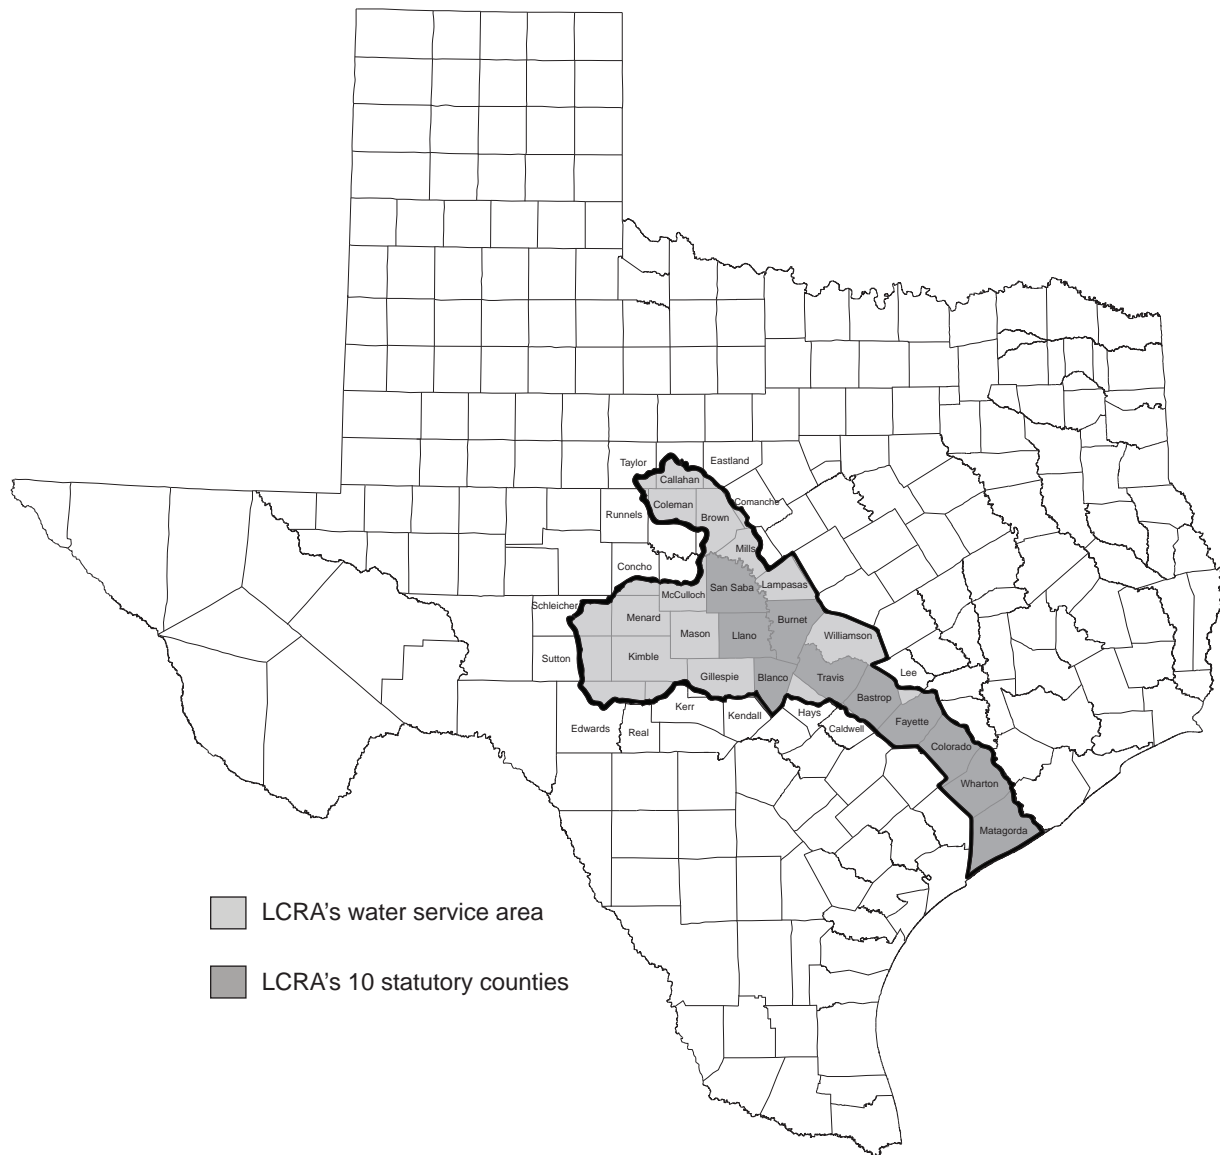 Taylor
Eastland
Callahan
Coleman
Comanche
Runnels
Brown
Mills
Concho
Lampasas
San Saba
McCulloch
Schleicher
Menard
Burnet
Mason
Llano
Williamson
Sutton
Kimble
Lee
Gillespie
Blanco
Travis
Bastrop
Kerr
Kendall
Hays
Fayette
Edwards
Real
Caldwell
Colorado
Wharton
Matagorda
LCRA's water service area
LCRA's 10 statutory counties